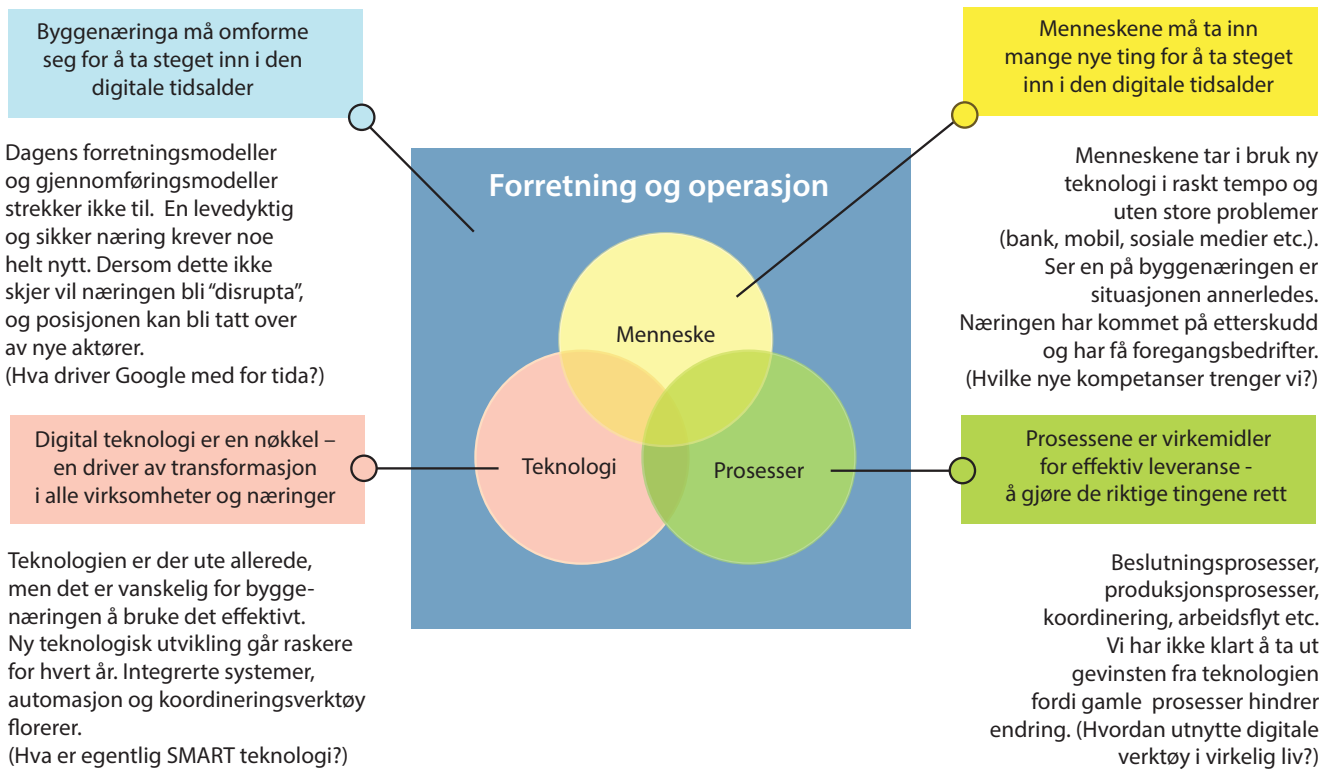 Byggenæringa må omforme
seg for å ta steget inn i den
digitale tidsalder
Dagens forretningsmodeller
og gjennomføringsmodeller
strekker ikke til.  En levedyktig
og sikker næring krever noe
helt nytt. Dersom dette ikke
skjer vil næringen bli “disrupta”,
og posisjonen kan bli tatt over
av nye aktører.
(Hva driver Google med for tida?)
Digital teknologi er en nøkkel –
en driver av transformasjon
i alle virksomheter og næringer
Teknologien er der ute allerede,
men det er vanskelig for bygge-
næringen å bruke det effektivt.
Ny teknologisk utvikling går raskere
for hvert år. Integrerte systemer,
automasjon og koordineringsverktøy
florerer.
(Hva er egentlig SMART teknologi?)
Forretning og operasjon
Menneske
Teknologi
Prosesser
Menneskene må ta inn
mange nye ting for å ta steget
inn i den digitale tidsalder
Menneskene tar i bruk ny
teknologi i raskt tempo og
uten store problemer
(bank, mobil, sosiale medier etc.).
Ser en på byggenæringen er
situasjonen annerledes.
Næringen har kommet på etterskudd
og har få foregangsbedrifter.
(Hvilke nye kompetanser trenger vi?)
Prosessene er virkemidler
for effektiv leveranse -
å gjøre de riktige tingene rett
Beslutningsprosesser,
produksjonsprosesser,
koordinering, arbeidsflyt etc.
Vi har ikke klart å ta ut
gevinsten fra teknologien
fordi gamle  prosesser hindrer
endring. (Hvordan utnytte digitale
verktøy i virkelig liv?)